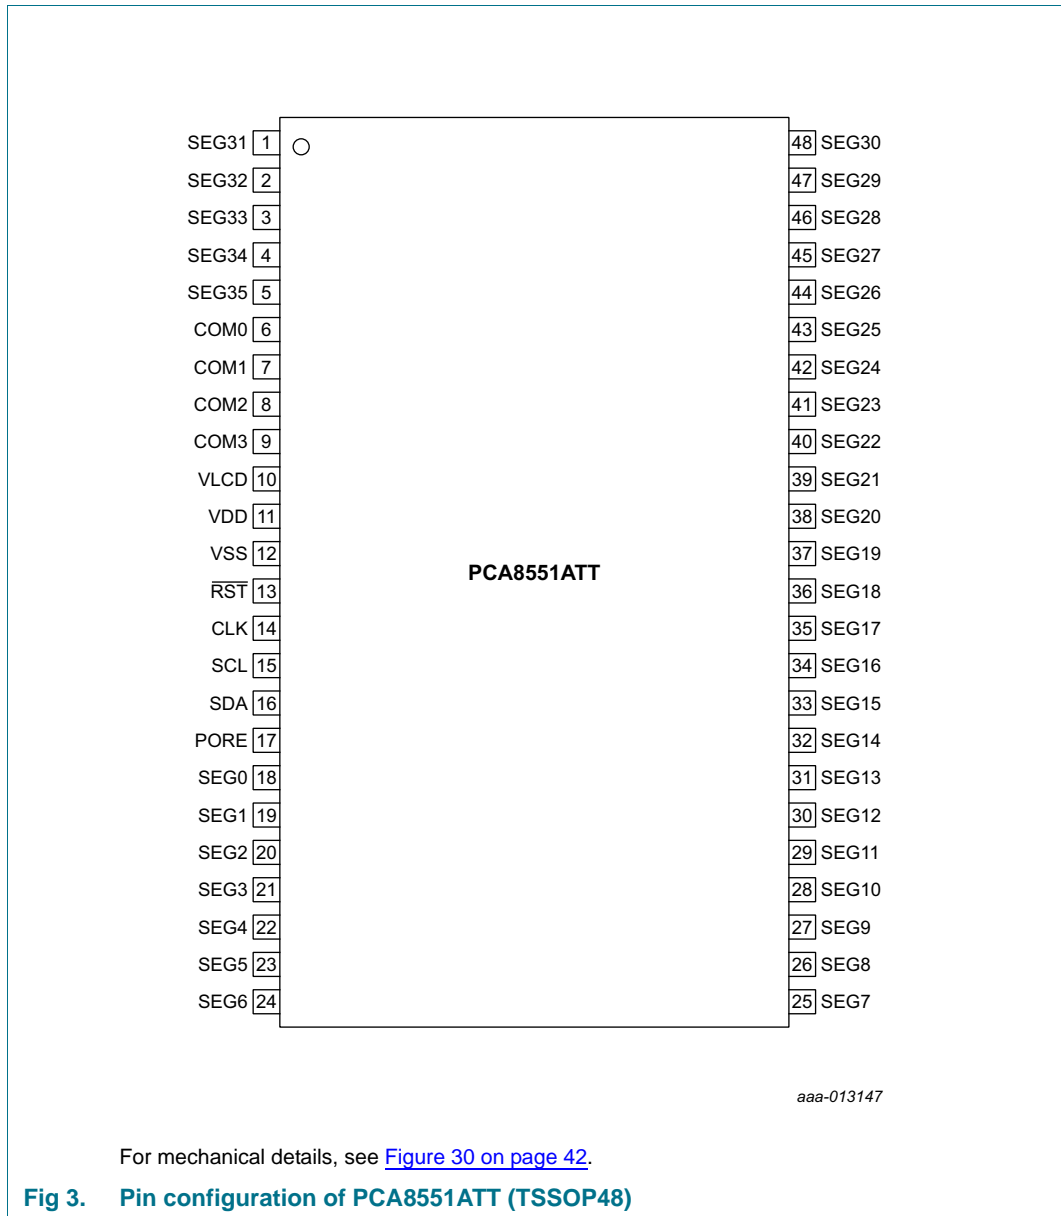 SEG31 1 48 SEG30
SEG32 2 47 SEG29
SEG33 3 46 SEG28
SEG34 4 45 SEG27
SEG35 5 44 SEG26
COM0 6 43 SEG25
COM1 7 42 SEG24
COM2 8 41 SEG23
COM3 9 40 SEG22
VLCD 10 39 SEG21
VDD 11 38 SEG20
VSS 12 37 SEG19
PCA8551ATT
RST 13 36 SEG18
CLK 14 35 SEG17
SCL 15 34 SEG16
SDA 16 33 SEG15
PORE 17 32 SEG14
SEG0 18 31 SEG13
SEG1 19 30 SEG12
SEG2 20 29 SEG11
SEG3 21 28 SEG10
SEG4 22 27 SEG9
SEG5 23 26 SEG8
SEG6 24 25 SEG7
aaa-013147
For mechanical details, see Figure 30 on page 42.
Fig 3. Pin configuration of PCA8551ATT (TSSOP48)